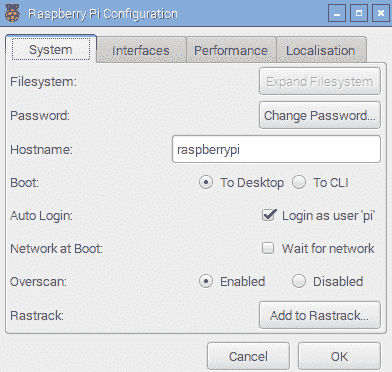 Raspberry Pi Configuration
System Interfaces Performance Localisation
Filesystem: Expand Filesystem
Password: Change Password...
Hostname: raspberrypi
Boot: To Desktop To CLI
Auto Login: Login as user 'pi'
Network at Boot: Wait for network
Overscan: Enabled Disabled
Rastrack: Add to Rastrack...
Cancel OK